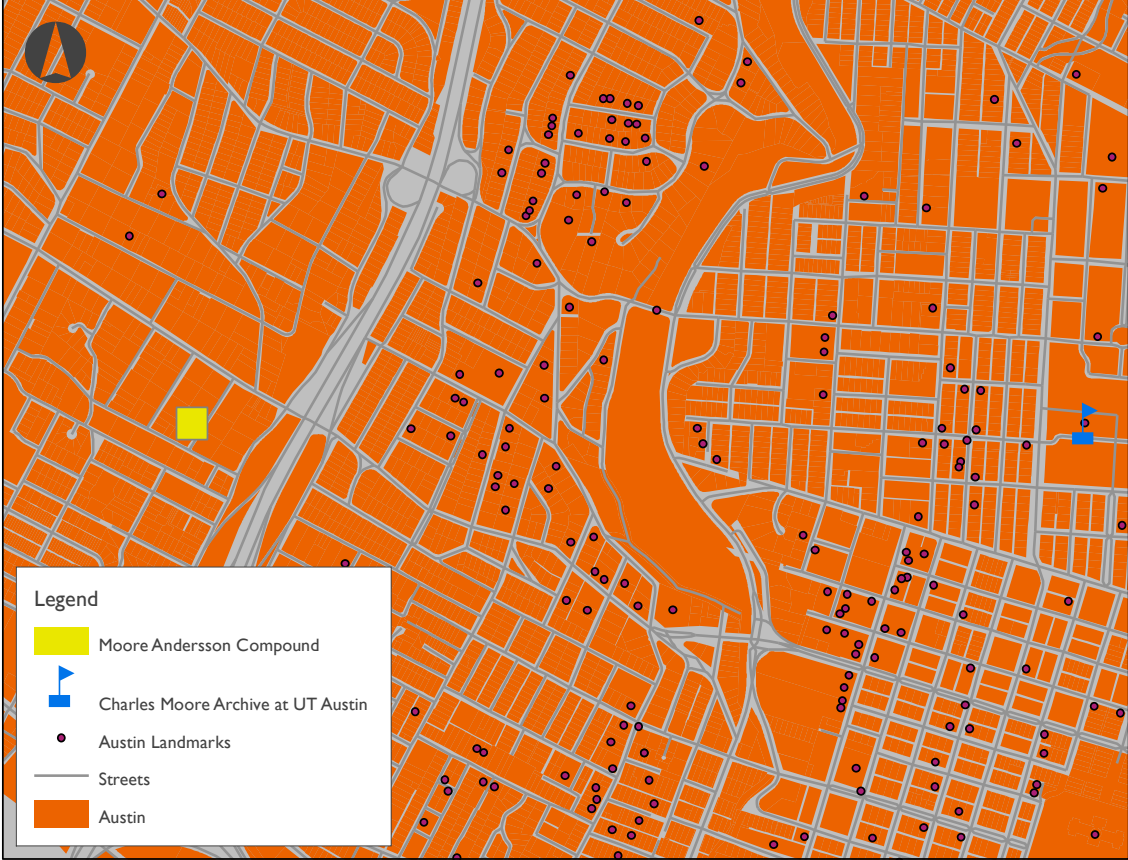 Legend
Moore Andersson Compound
Charles Moore Archive at UT Austin
Austin Landmarks
Streets
Austin